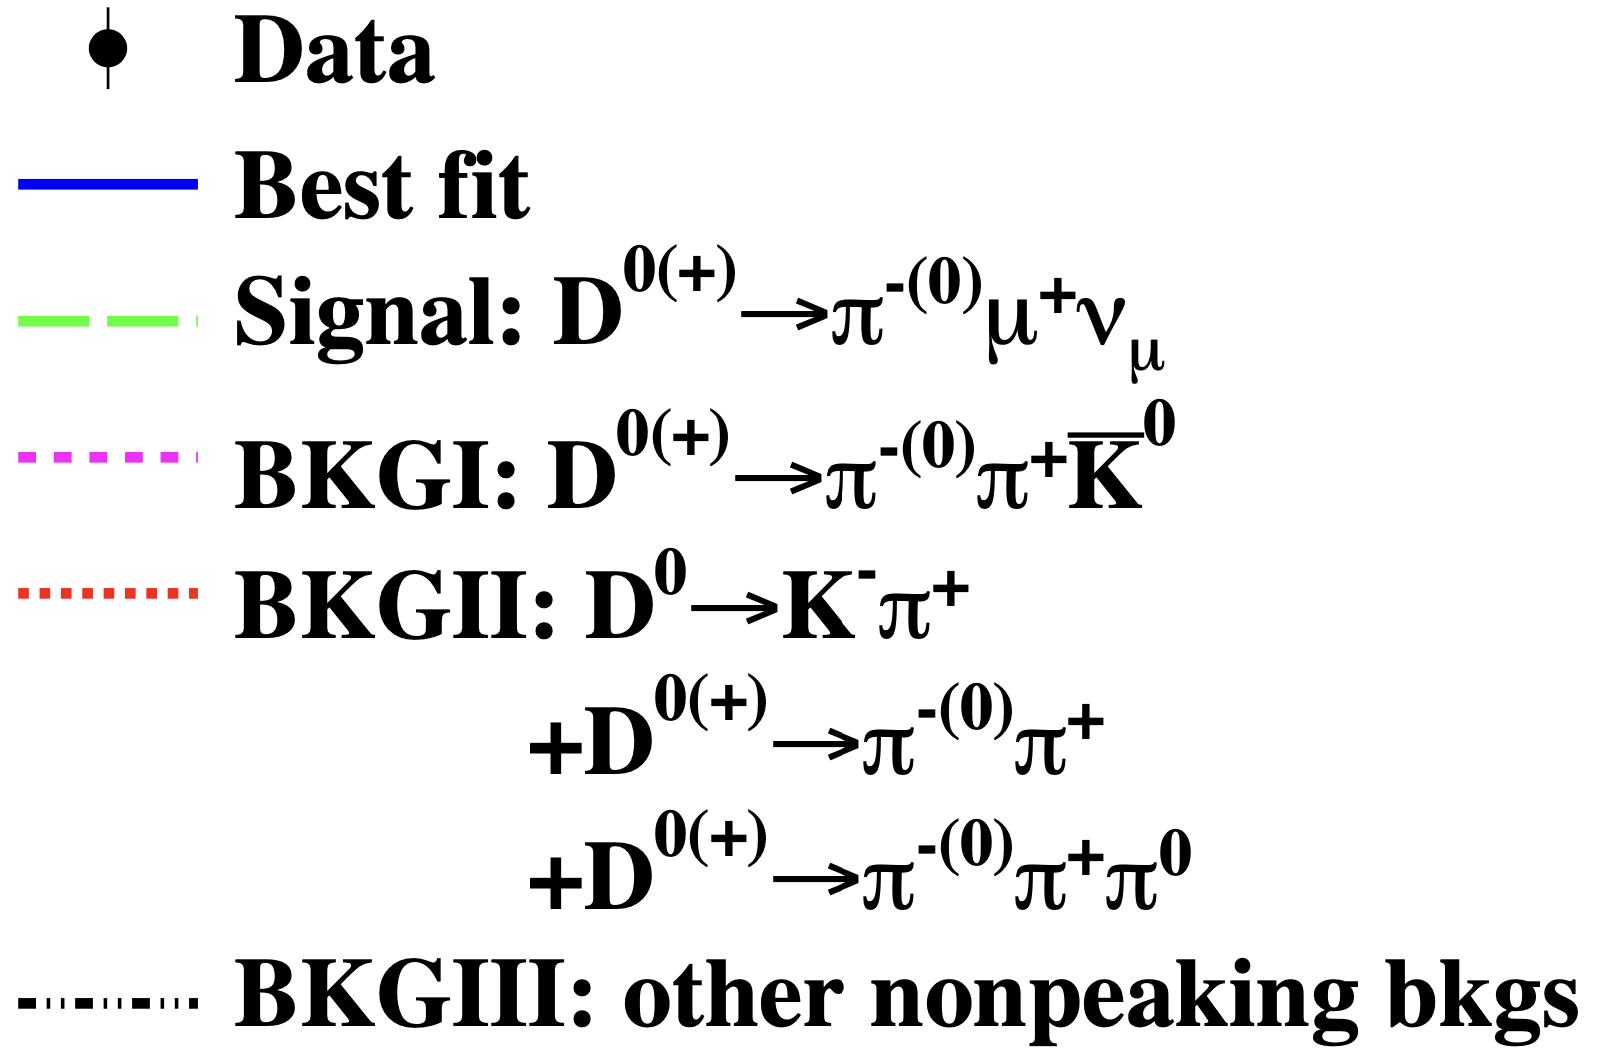 Data
Best fit
Signal: D⁰⁽⁺⁾→π⁻⁽⁰⁾μ⁺ν_μ
BKGI: D⁰⁽⁺⁾→π⁻⁽⁰⁾π⁺K̅⁰
BKGII: D⁰→K⁻π⁺
+D⁰⁽⁺⁾→π⁻⁽⁰⁾π⁺
+D⁰⁽⁺⁾→π⁻⁽⁰⁾π⁺π⁰
BKGIII: other nonpeaking bkgs